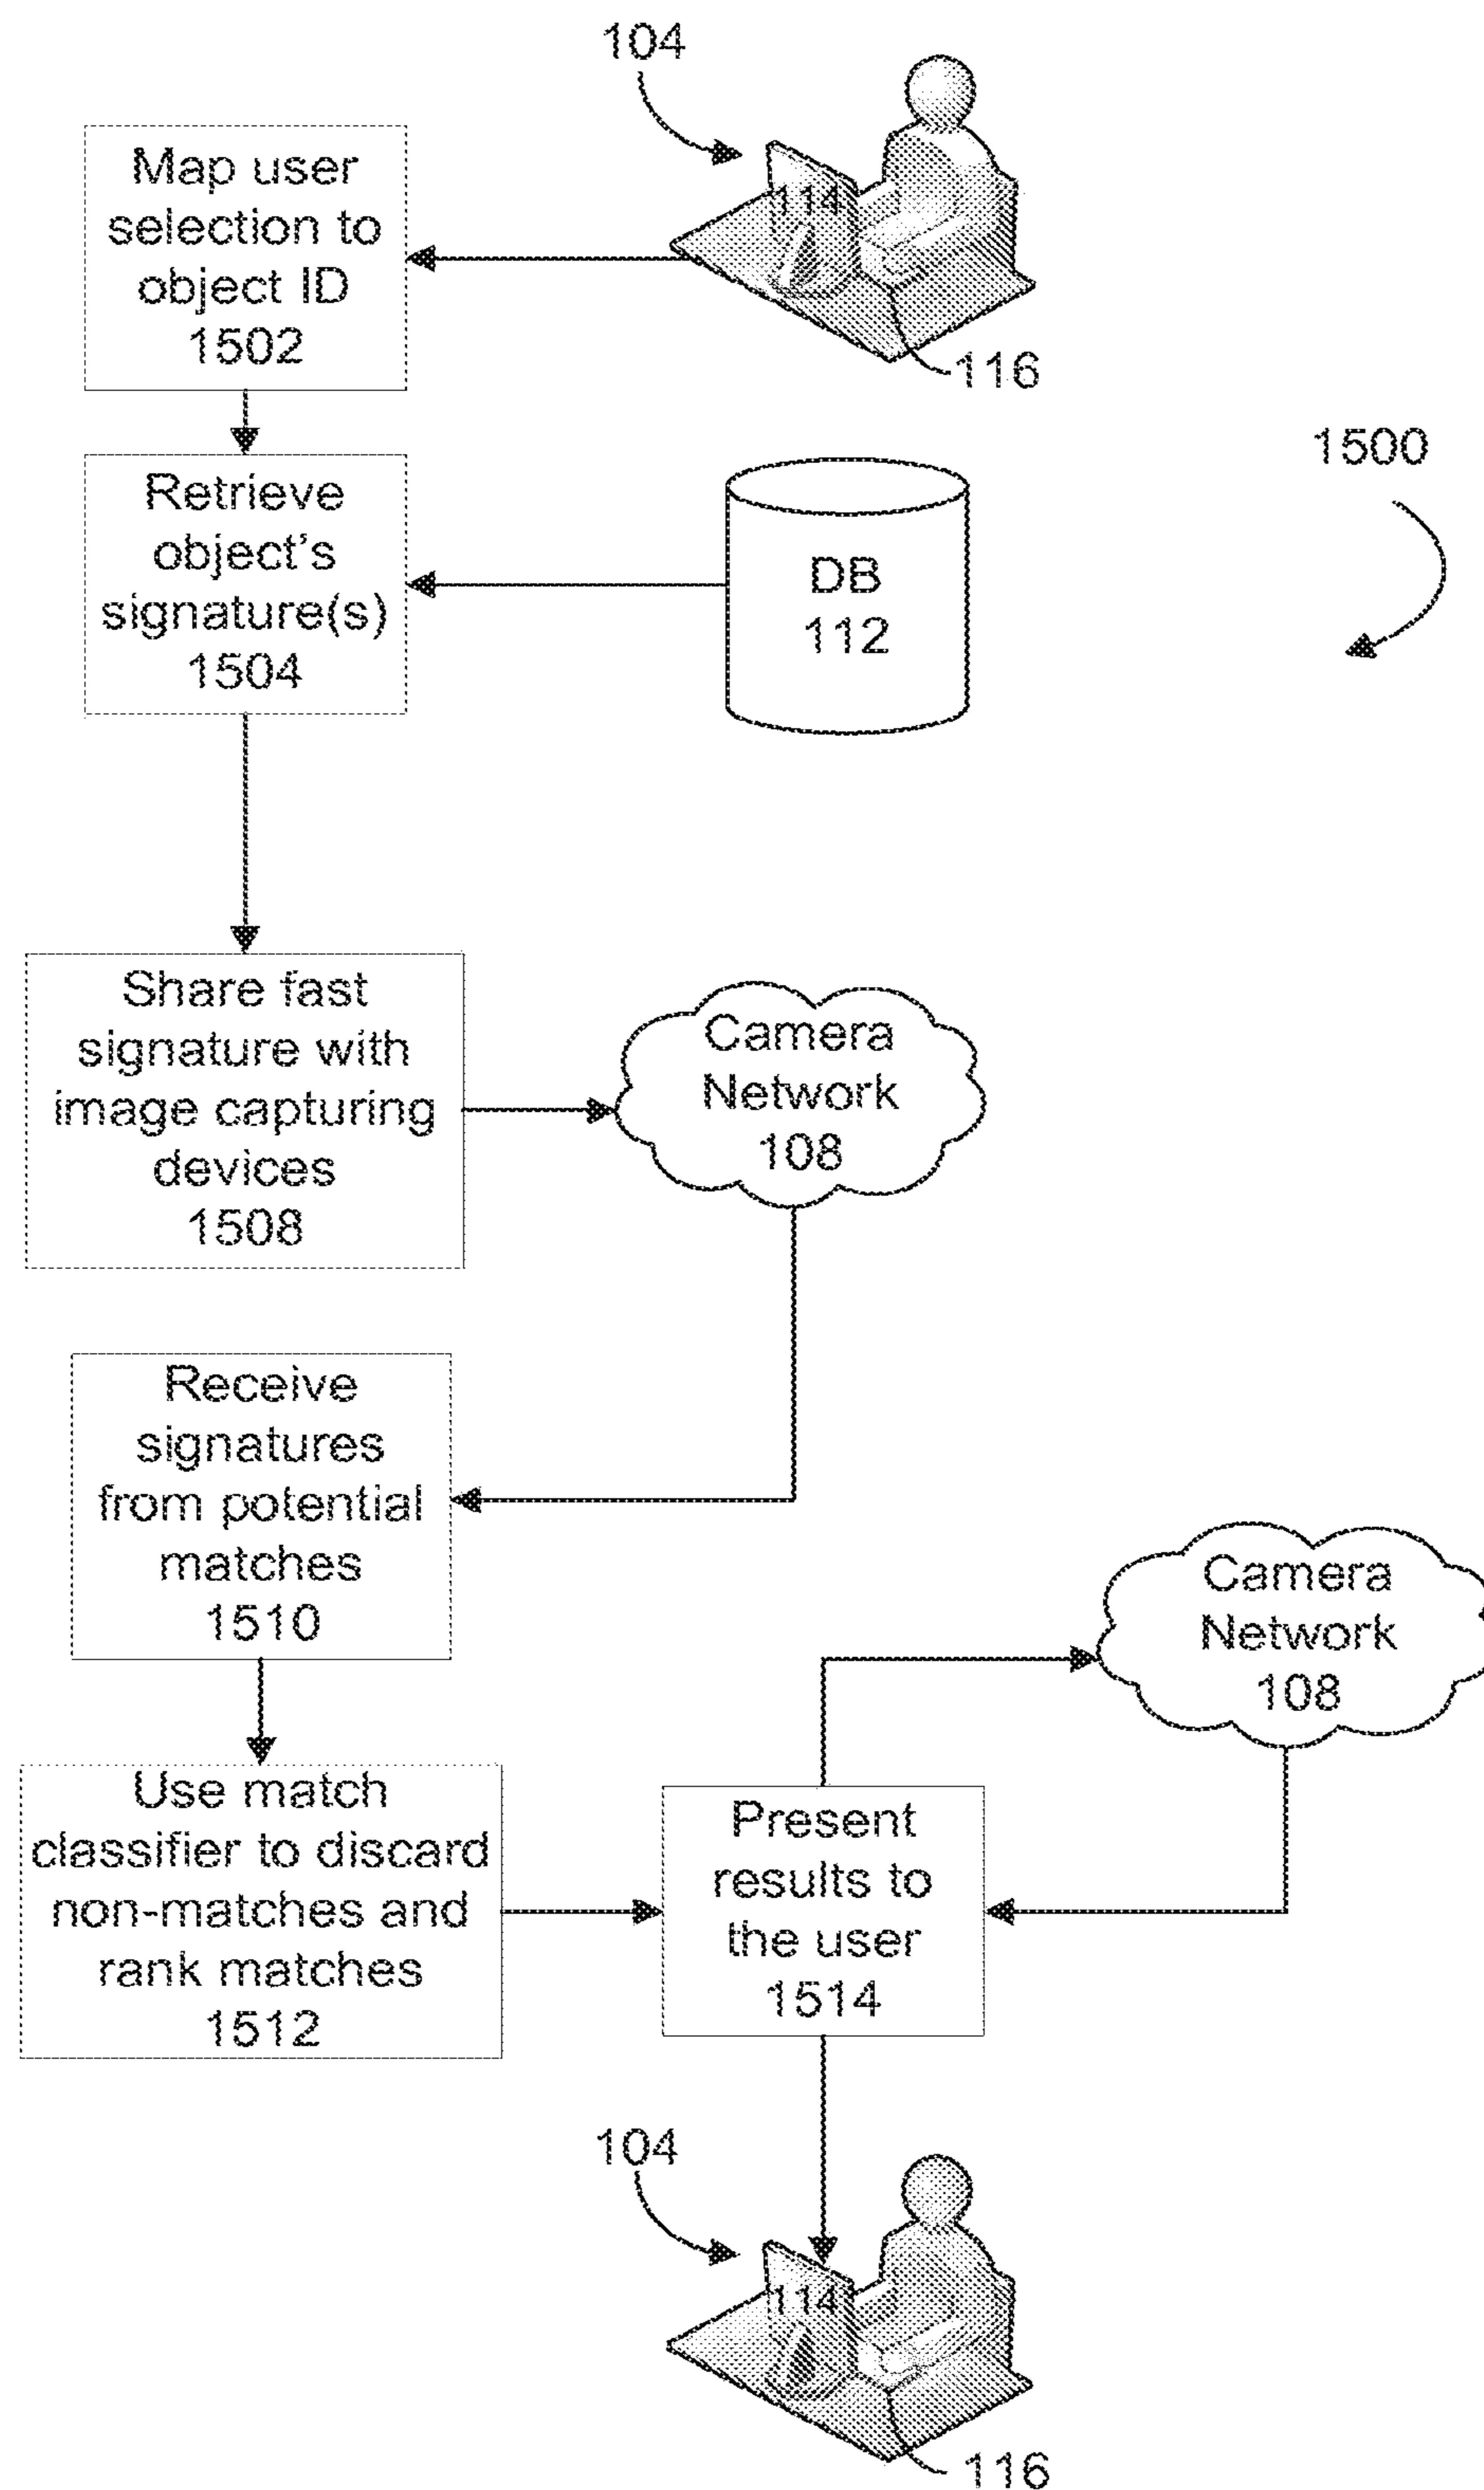 104
114
116
Map user
selection to
object ID
1502
1500
Retrieve
object's
signature(s)
1504
DB
112
Share fast
signature with
image capturing
devices
1508
Camera
Network
108
Receive
signatures
from potential
matches
1510
Camera
Network
108
Use match
classifier to discard
non-matches and
rank matches
1512
Present
results to
the user
1514
104
114
116